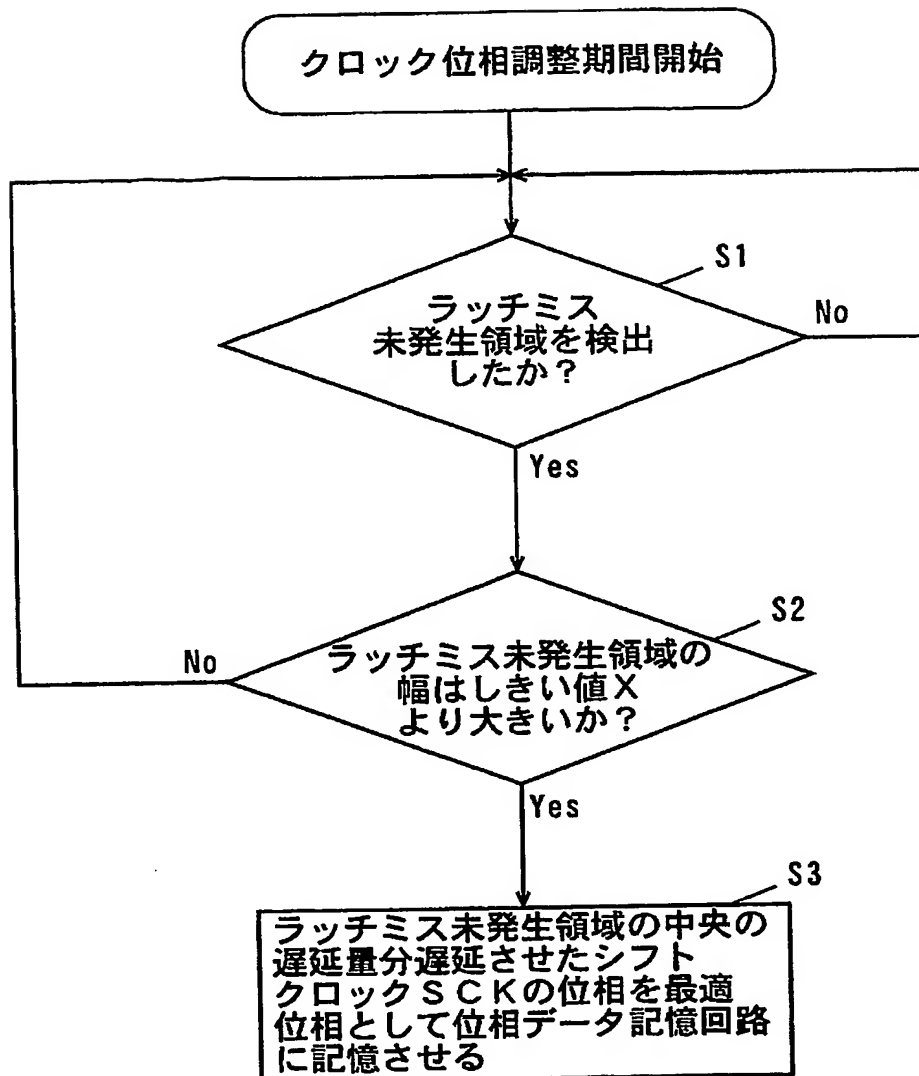 クロック位相調整期間開始
S1
ラッチミス
未発生領域を検出
したか？
No
Yes
S2
ラッチミス未発生領域の
幅はしきい値X
より大きいか？
No
Yes
S3
ラッチミス未発生領域の中央の
遅延量分遅延させたシフト
クロックSCKの位相を最適
位相として位相データ記憶回路
に記憶させる